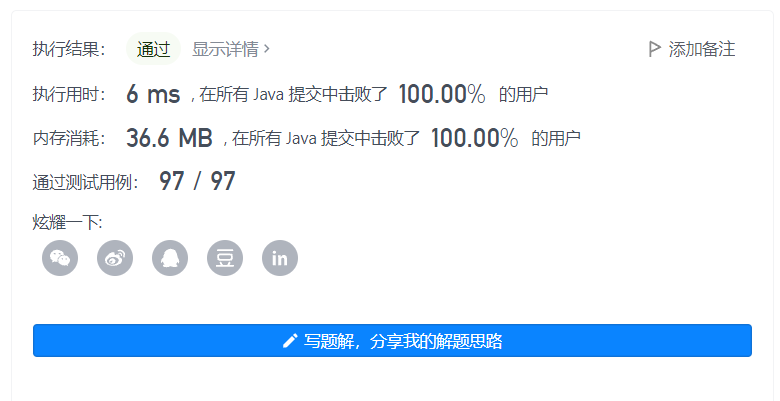 执行结果： 通过 显示详情 › 添加备注
执行用时： 6 ms , 在所有 Java 提交中击败了 100.00% 的用户
内存消耗： 36.6 MB , 在所有 Java 提交中击败了 100.00% 的用户
通过测试用例： 97 / 97
炫耀一下:
豆 in
写题解，分享我的解题思路